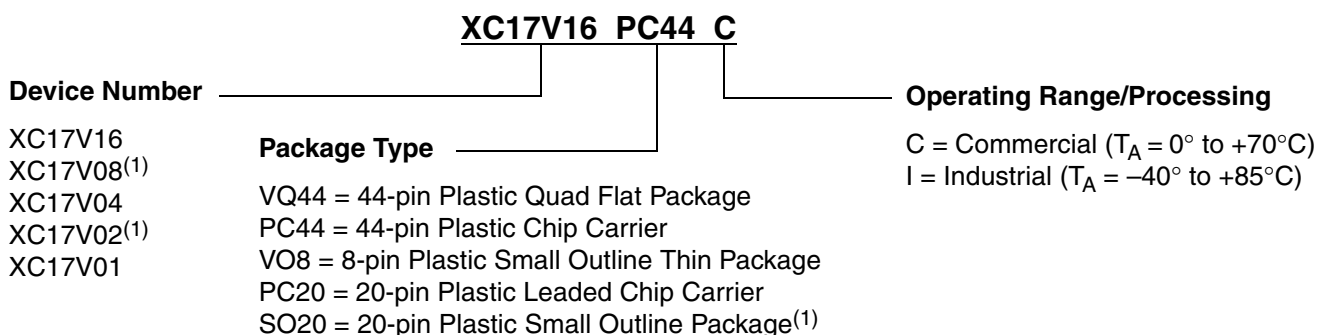 XC17V16 PC44 C
Device Number
XC17V16
XC17V08(1)
XC17V04
XC17V02(1)
XC17V01
Package Type
VQ44 = 44-pin Plastic Quad Flat Package
PC44 = 44-pin Plastic Chip Carrier
VO8 = 8-pin Plastic Small Outline Thin Package
PC20 = 20-pin Plastic Leaded Chip Carrier
SO20 = 20-pin Plastic Small Outline Package(1)
Operating Range/Processing
C = Commercial (TA = 0° to +70°C)
I = Industrial (TA = –40° to +85°C)